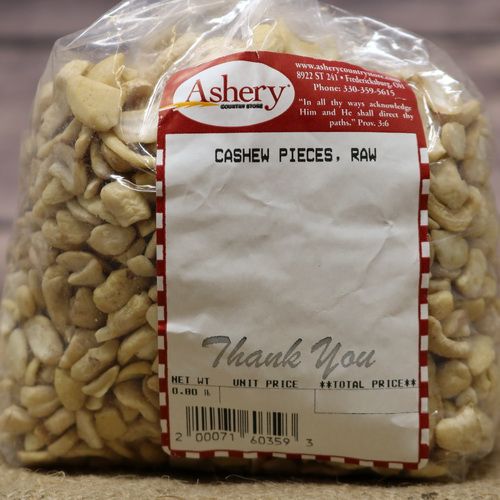 www.asherycountrystore.com
8922 ST 241 • Fredericksburg, OH
Phone: 330-359-5615
"In all thy ways acknowledge
Him and He shall direct thy
paths." Prov. 3:6
Ashery
COUNTRY STORE
CASHEW PIECES, RAW
Thank You
NET WT UNIT PRICE **TOTAL PRICE**
0.00 lb
2 00071 60359 3